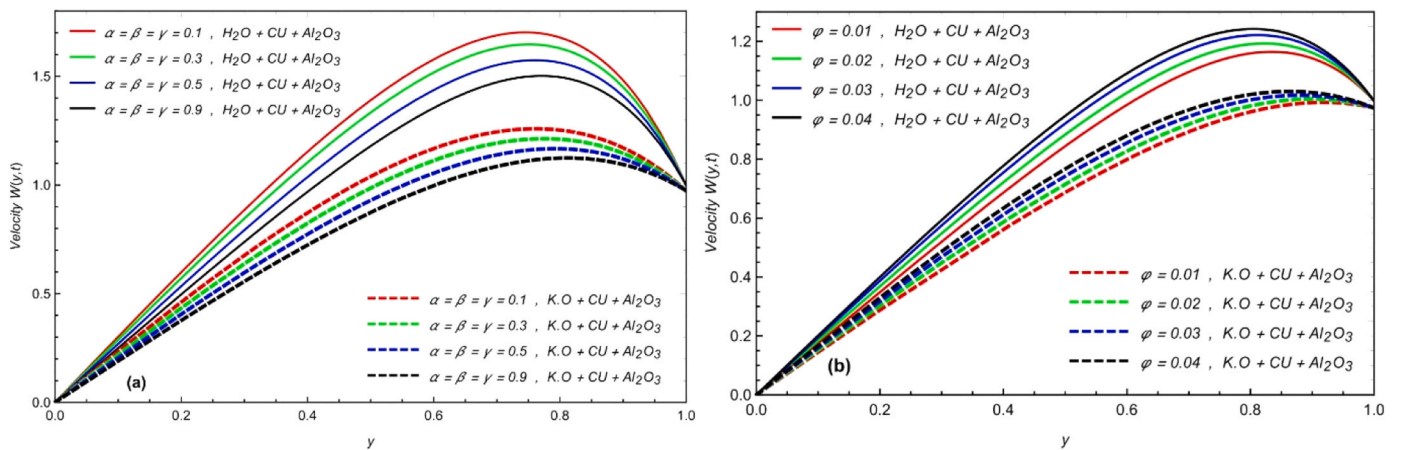 α = β = γ = 0.1 , H₂O + CU + Al₂O₃
α = β = γ = 0.3 , H₂O + CU + Al₂O₃
α = β = γ = 0.5 , H₂O + CU + Al₂O₃
α = β = γ = 0.9 , H₂O + CU + Al₂O₃
1.5
1.0
0.5
0.0
Velocity W(y,t)
α = β = γ = 0.1 , K.O + CU + Al₂O₃
α = β = γ = 0.3 , K.O + CU + Al₂O₃
α = β = γ = 0.5 , K.O + CU + Al₂O₃
α = β = γ = 0.9 , K.O + CU + Al₂O₃
(a)
0.0 0.2 0.4 0.6 0.8 1.0
y
φ = 0.01 , H₂O + CU + Al₂O₃
φ = 0.02 , H₂O + CU + Al₂O₃
φ = 0.03 , H₂O + CU + Al₂O₃
φ = 0.04 , H₂O + CU + Al₂O₃
1.2
1.0
0.8
0.6
0.4
0.2
0.0
Velocity W(y,t)
φ = 0.01 , K.O + CU + Al₂O₃
φ = 0.02 , K.O + CU + Al₂O₃
φ = 0.03 , K.O + CU + Al₂O₃
φ = 0.04 , K.O + CU + Al₂O₃
(b)
0.0 0.2 0.4 0.6 0.8 1.0
y